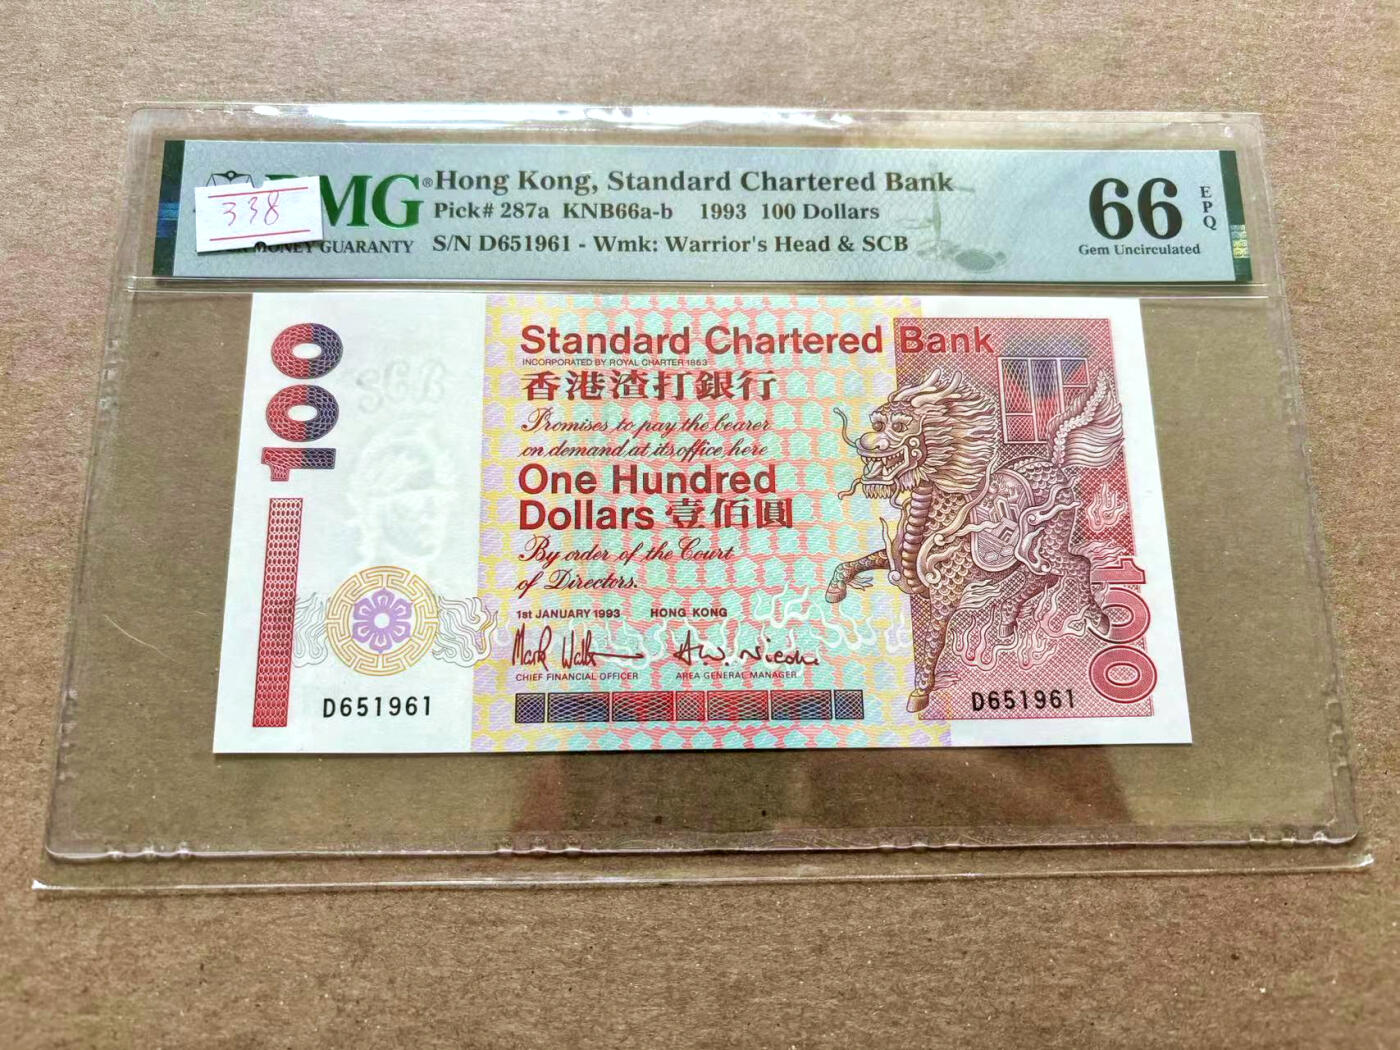 338
PMG®
MONEY GUARANTY
Hong Kong, Standard Chartered Bank
Pick# 287a KNB66a-b 1993 100 Dollars
S/N D651961 - Wmk: Warrior's Head & SCB
66 EPQ
Gem Uncirculated
100
Standard Chartered Bank
INCORPORATED BY ROYAL CHARTER 1853
香港渣打銀行
Promises to pay the bearer
on demand at its office here
One Hundred
Dollars 壹佰圓
By order of the Court
of Directors.
1st JANUARY 1993 HONG KONG
Mark
A.W. Nicolle
CHIEF FINANCIAL OFFICER AREA GENERAL MANAGER
D651961
D651961
100